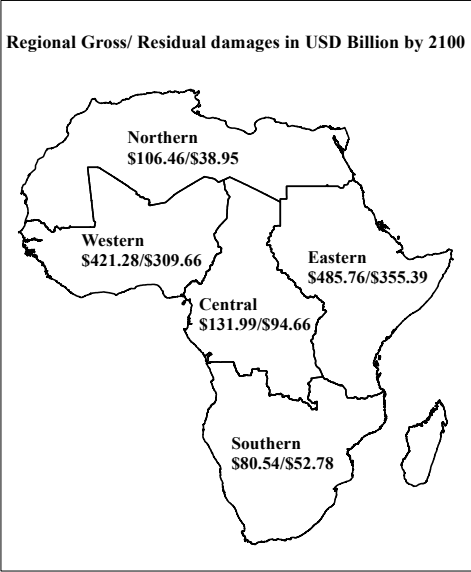 Regional Gross/ Residual damages in USD Billion by 2100
Northern
$106.46/$38.95
Western
$421.28/$309.66
Eastern
$485.76/$355.39
Central
$131.99/$94.66
Southern
$80.54/$52.78